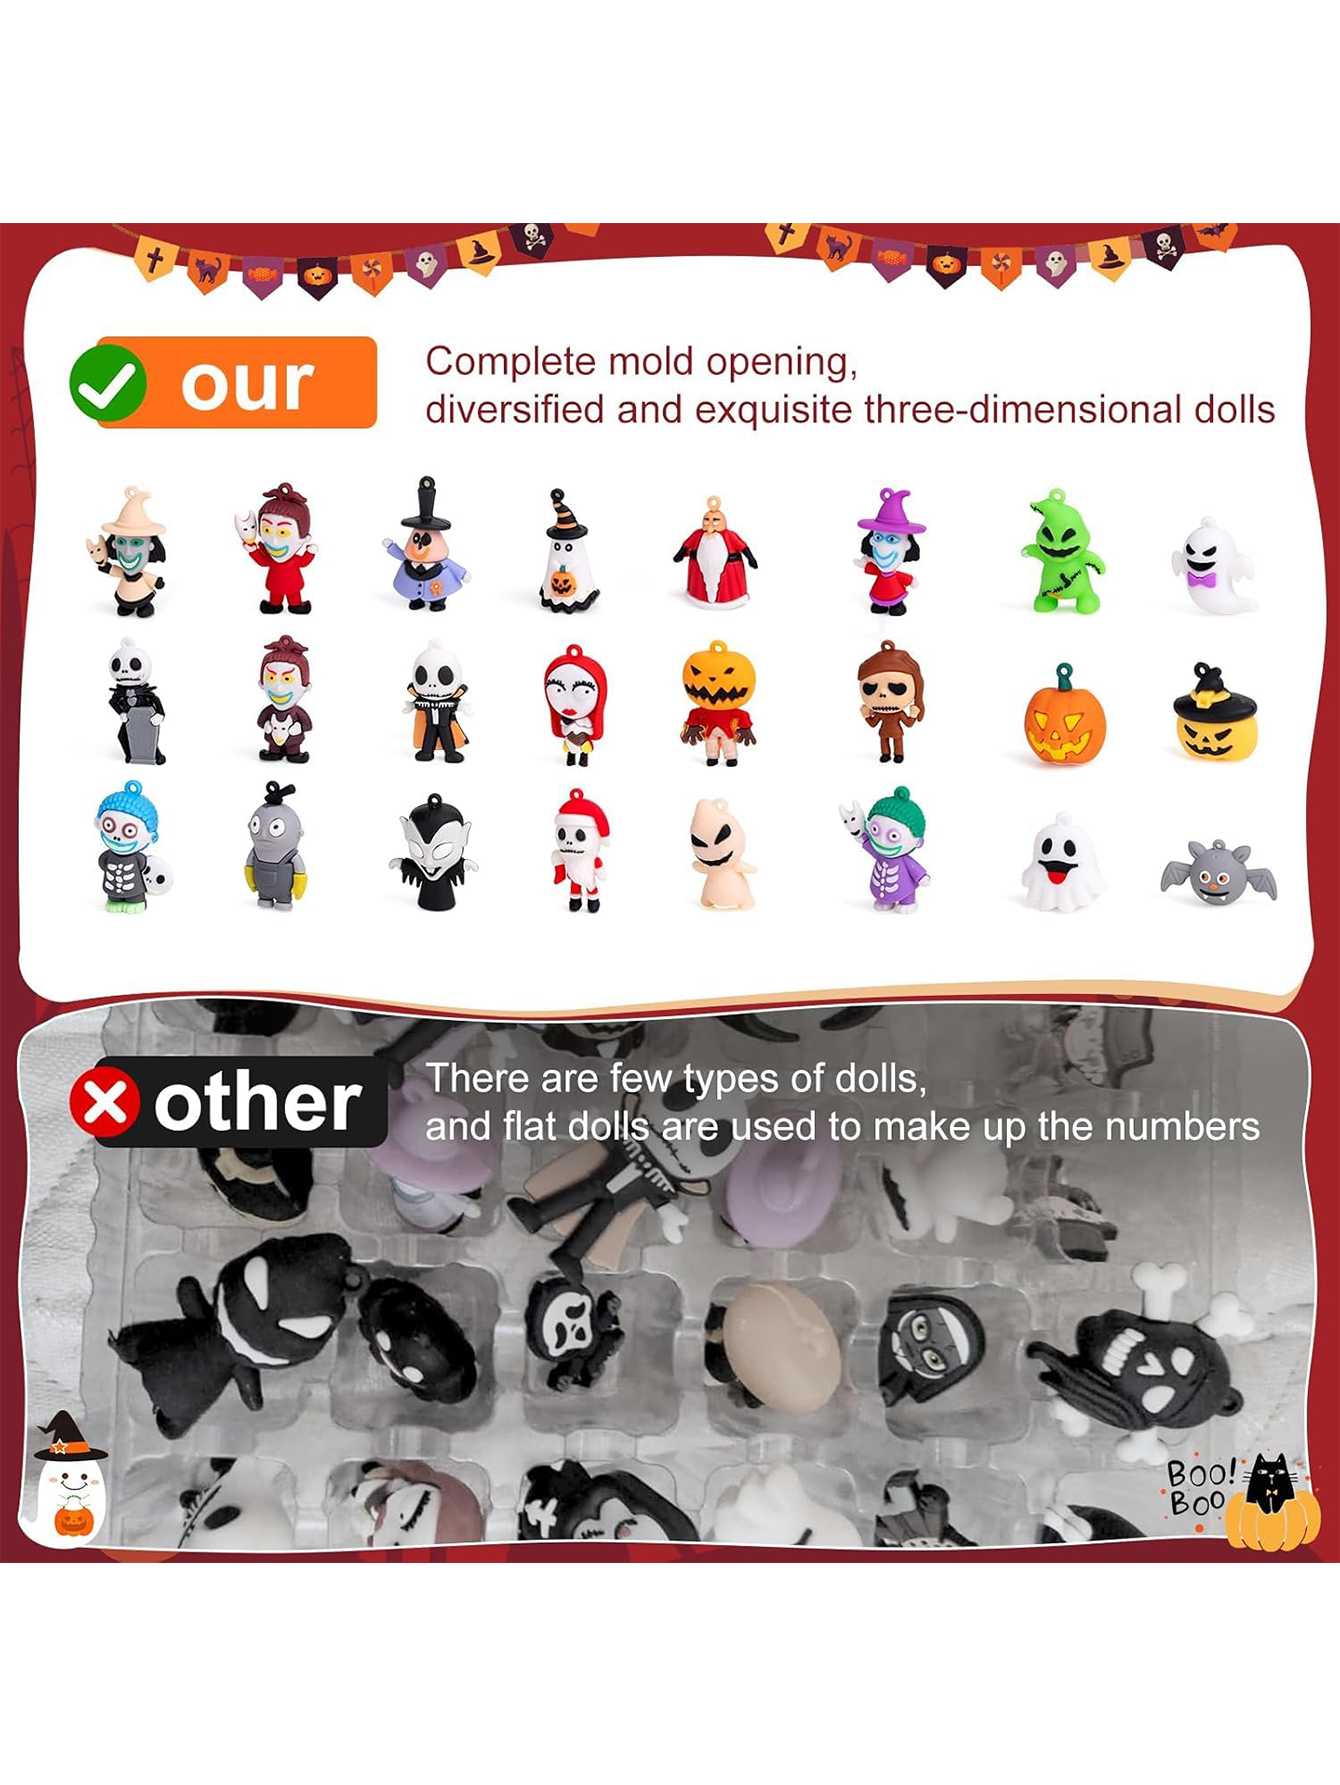 our
Complete mold opening,
diversified and exquisite three-dimensional dolls
other
There are few types of dolls,
and flat dolls are used to make up the numbers
BOO!
BOO